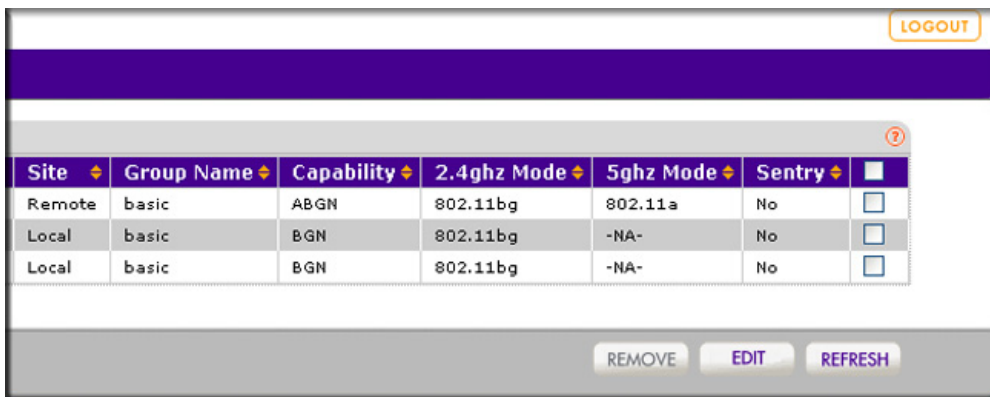 LOGOUT
?
Site Group Name Capability 2.4ghz Mode 5ghz Mode Sentry
Remote basic ABGN 802.11bg 802.11a No
Local basic BGN 802.11bg -NA- No
Local basic BGN 802.11bg -NA- No
REMOVE EDIT REFRESH